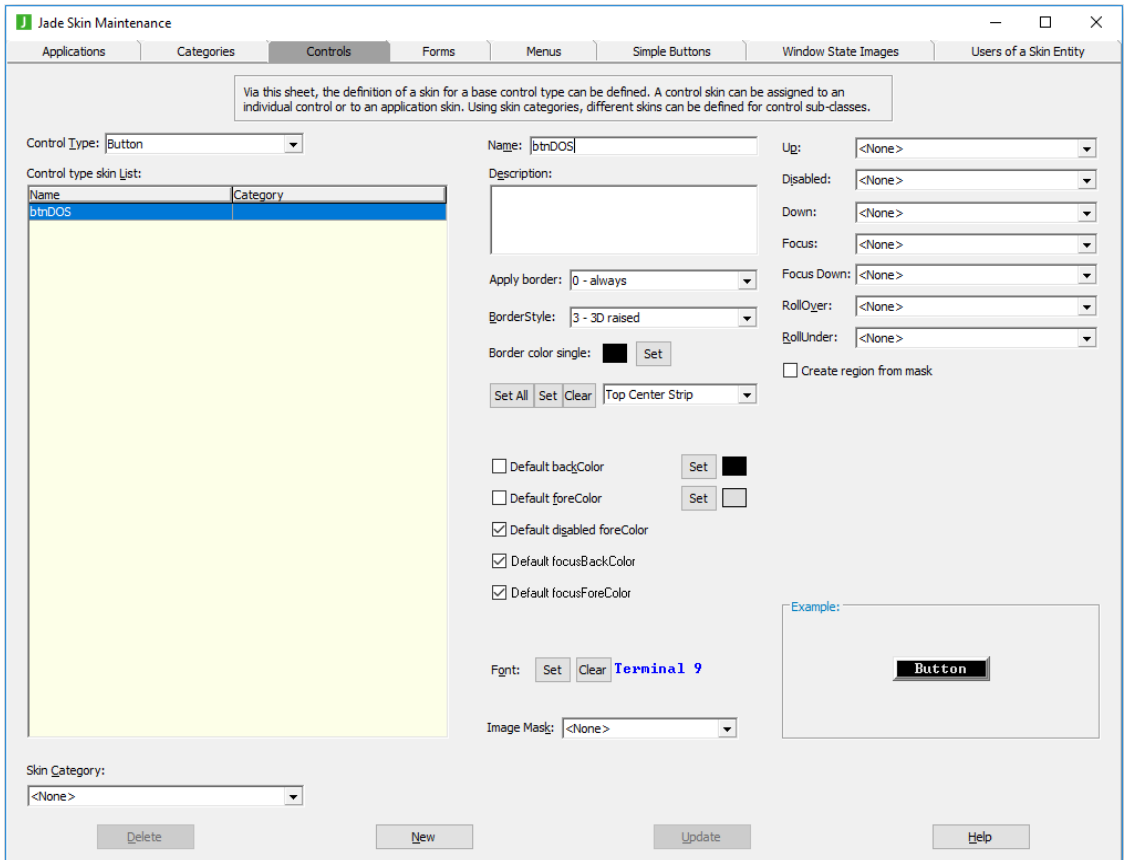 Jade Skin Maintenance
Applications
Categories
Controls
Forms
Menus
Simple Buttons
Window State Images
Users of a Skin Entity
Via this sheet, the definition of a skin for a base control type can be defined. A control skin can be assigned to an
individual control or to an application skin. Using skin categories, different skins can be defined for control sub-classes.
Control Type: Button
Control type skin List:
Name Category
btnDOS
Skin Category:
<None>
Name: btnDOS
Description:
Apply border: 0 - always
BorderStyle: 3 - 3D raised
Border color single: Set
Set All Set Clear Top Center Strip
Default backColor Set
Default foreColor Set
Default disabled foreColor
Default focusBackColor
Default focusForeColor
Font: Set Clear Terminal 9
Image Mask: <None>
Up: <None>
Disabled: <None>
Down: <None>
Focus: <None>
Focus Down: <None>
RollOver: <None>
RollUnder: <None>
Create region from mask
Example:
Button
Delete
New
Update
Help